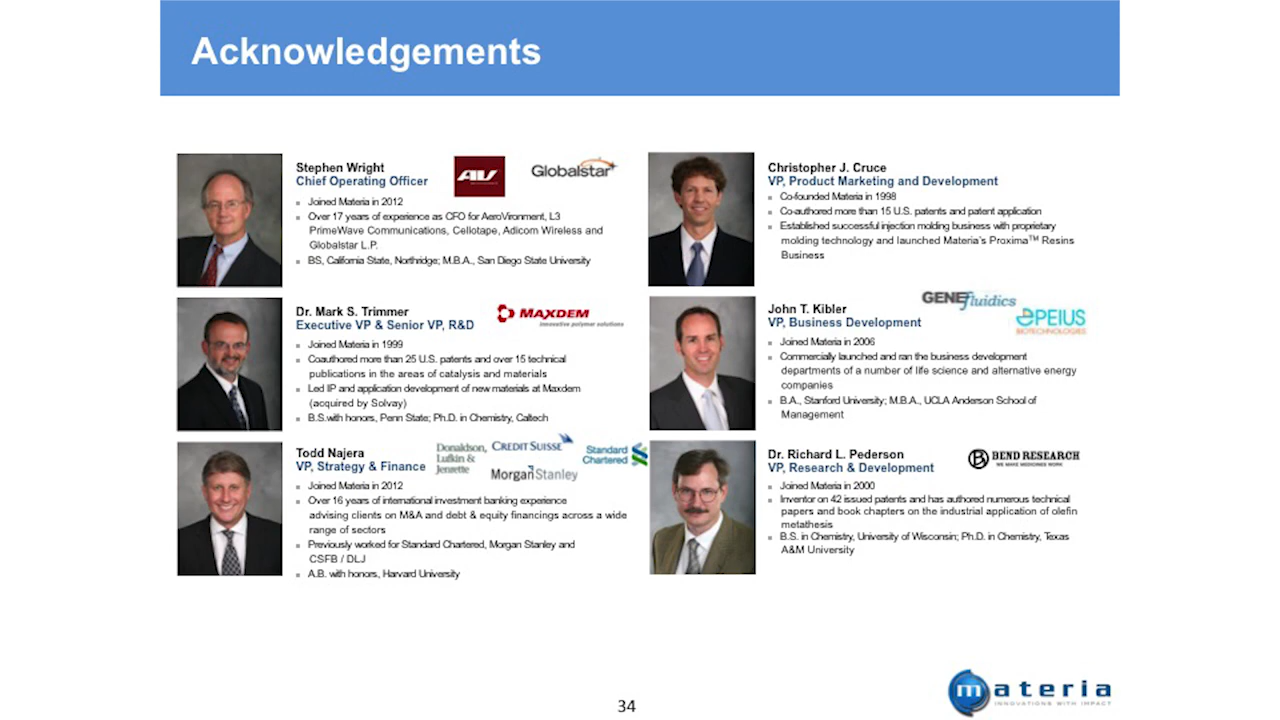 Acknowledgements
Stephen Wright
Chief Operating Officer
AV
Globalstar
Joined Materia in 2012
Over 17 years of experience as CFO for AeroVironment, L3
PrimeWave Communications, Cellotape, Adicom Wireless and
Globalstar L.P.
BS, California State, Northridge; M.B.A., San Diego State University
Dr. Mark S. Trimmer
Executive VP & Senior VP, R&D
MAXDEM
innovative polymer solutions
Joined Materia in 1999
Coauthored more than 25 U.S. patents and over 15 technical
publications in the areas of catalysis and materials
Led IP and application development of new materials at Maxdem
(acquired by Solvay)
B.S.with honors, Penn State; Ph.D. in Chemistry, Caltech
Todd Najera
VP, Strategy & Finance
Donaldson,
Lufkin &
Jenrette
CREDIT SUISSE
MorganStanley
Standard
Chartered
Joined Materia in 2012
Over 16 years of international investment banking experience
advising clients on M&A and debt & equity financings across a wide
range of sectors
Previously worked for Standard Chartered, Morgan Stanley and
CSFB / DLJ
A.B. with honors, Harvard University
Christopher J. Cruce
VP, Product Marketing and Development
Co-founded Materia in 1998
Co-authored more than 15 U.S. patents and patent application
Established successful injection molding business with proprietary
molding technology and launched Materia's Proxima™ Resins
Business
John T. Kibler
VP, Business Development
GENEfluidics
EPEIUS
BIOTECHNOLOGIES
Joined Materia in 2006
Commercially launched and ran the business development
departments of a number of life science and alternative energy
companies
B.A., Stanford University; M.B.A., UCLA Anderson School of
Management
Dr. Richard L. Pederson
VP, Research & Development
B BEND RESEARCH
WE MAKE MEDICINES WORK
Joined Materia in 2000
Inventor on 42 issued patents and has authored numerous technical
papers and book chapters on the industrial application of olefin
metathesis
B.S. in Chemistry, University of Wisconsin; Ph.D. in Chemistry, Texas
A&M University
34
materia
INNOVATIONS WITH IMPACT